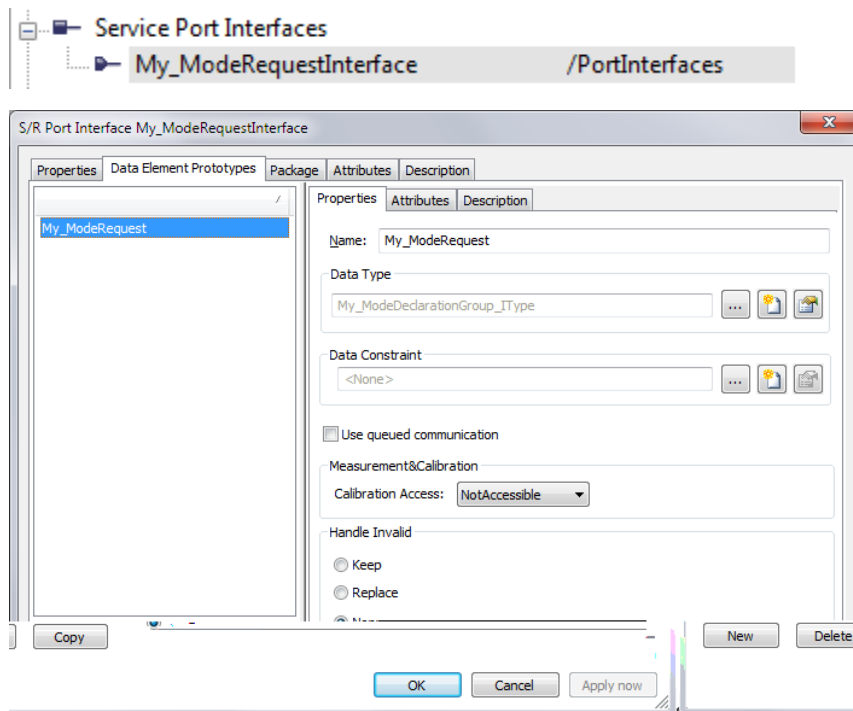 Service Port Interfaces
My_ModeRequestInterface /PortInterfaces
S/R Port Interface My_ModeRequestInterface
Properties Data Element Prototypes Package Attributes Description
/
My_ModeRequest
Properties Attributes Description
Name: My_ModeRequest
Data Type
My_ModeDeclarationGroup_IType ...
Data Constraint
<None> ...
Use queued communication
Measurement&Calibration
Calibration Access: NotAccessible
Handle Invalid
Keep
Replace
Copy New Delete
OK Cancel Apply now